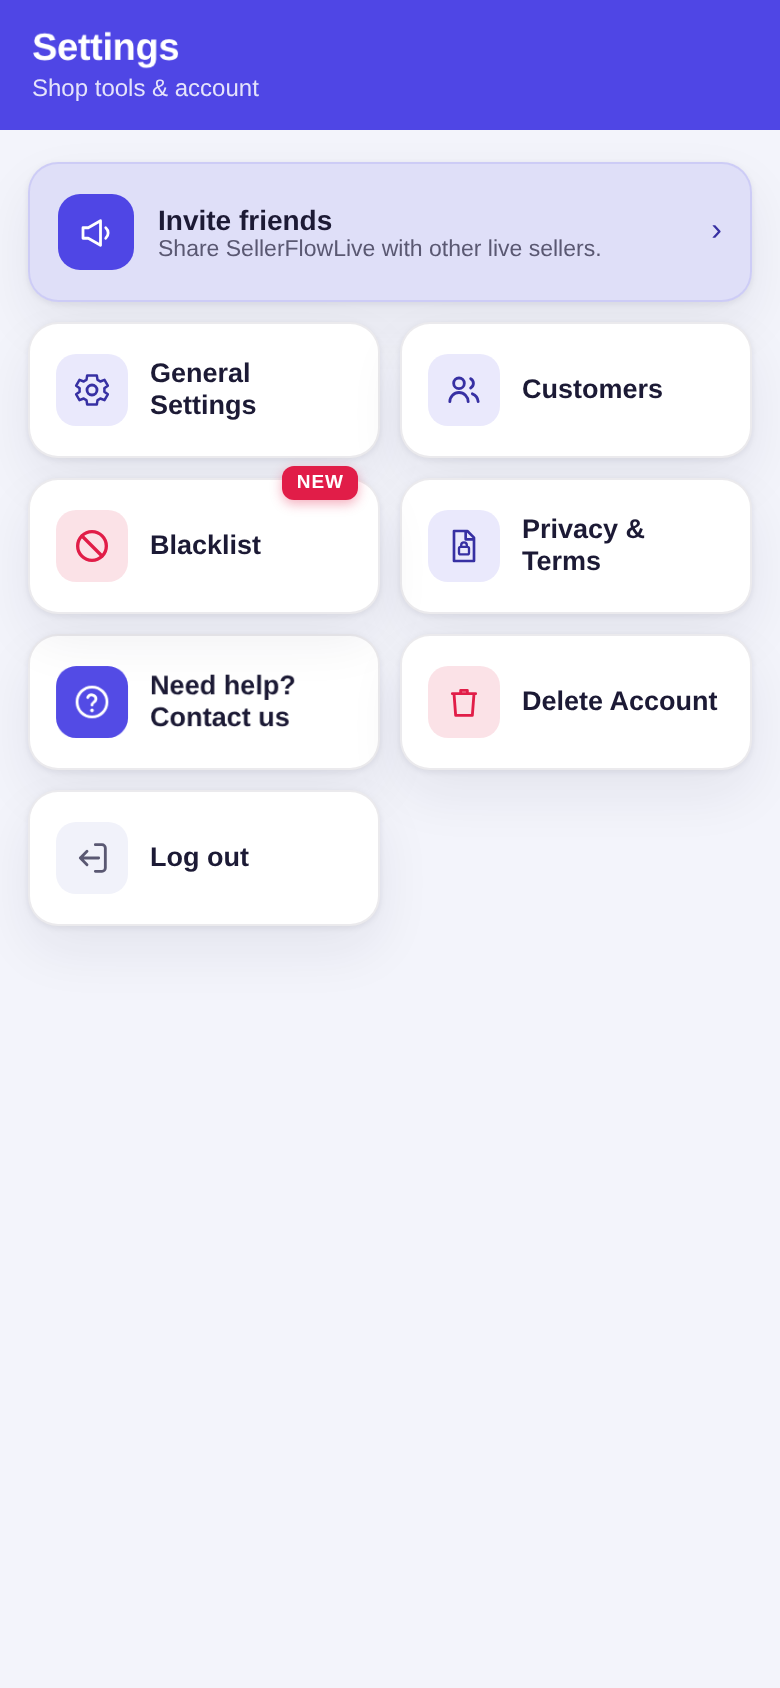 Settings
Shop tools & account
Invite friends
Share SellerFlowLive with other live sellers.
›
General
Settings
Customers
NEW
Blacklist
Privacy &
Terms
Need help?
Contact us
Delete Account
Log out